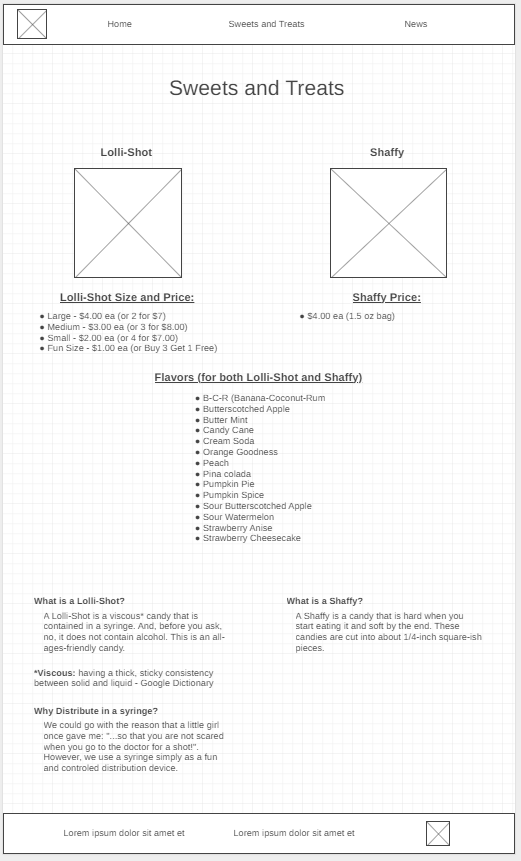 Home Sweets and Treats News
Sweets and Treats
Lolli-Shot
Shaffy
Lolli-Shot Size and Price:
● Large - $4.00 ea (or 2 for $7)
● Medium - $3.00 ea (or 3 for $8.00)
● Small - $2.00 ea (or 4 for $7.00)
● Fun Size - $1.00 ea (or Buy 3 Get 1 Free)
Shaffy Price:
● $4.00 ea (1.5 oz bag)
Flavors (for both Lolli-Shot and Shaffy)
● B-C-R (Banana-Coconut-Rum
● Butterscotched Apple
● Butter Mint
● Candy Cane
● Cream Soda
● Orange Goodness
● Peach
● Pina colada
● Pumpkin Pie
● Pumpkin Spice
● Sour Butterscotched Apple
● Sour Watermelon
● Strawberry Anise
● Strawberry Cheesecake
What is a Lolli-Shot?
A Lolli-Shot is a viscous* candy that is
contained in a syringe. And, before you ask,
no, it does not contain alcohol. This is an all-
ages-friendly candy.
*Viscous: having a thick, sticky consistency
between solid and liquid - Google Dictionary
Why Distribute in a syringe?
We could go with the reason that a little girl
once gave me: "...so that you are not scared
when you go to the doctor for a shot!".
However, we use a syringe simply as a fun
and controled distribution device.
What is a Shaffy?
A Shaffy is a candy that is hard when you
start eating it and soft by the end. These
candies are cut into about 1/4-inch square-ish
pieces.
Lorem ipsum dolor sit amet et Lorem ipsum dolor sit amet et